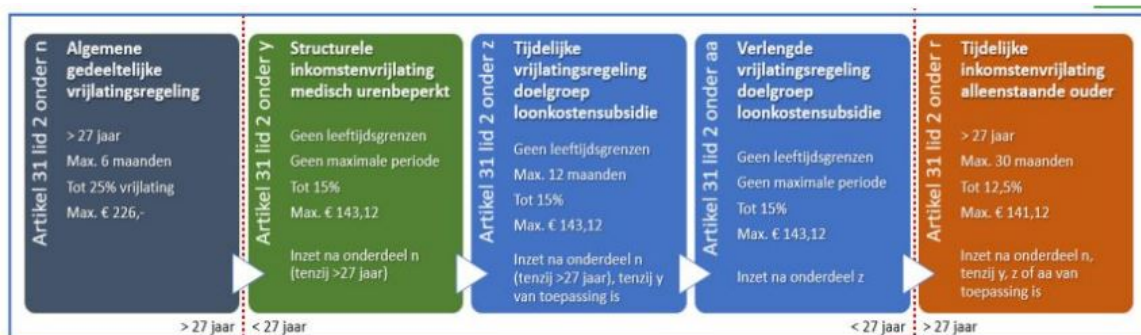 Artikel 31 lid 2 onder n
Algemene
gedeeltelijke
vrijlatingsregeling
> 27 jaar
Max. 6 maanden
Tot 25% vrijlating
Max. € 226,-
Artikel 31 lid 2 onder y
Structurele
inkomstenvrijlating
medisch urenbeperkt
Geen leeftijdsgrenzen
Geen maximale periode
Tot 15%
Max. € 143,12
Inzet na onderdeel n
(tenzij >27 jaar)
Artikel 31 lid 2 onder z
Tijdelijke
vrijlatingsregeling
doelgroep
loonkostensubsidie
Geen leeftijdsgrenzen
Max. 12 maanden
Tot 15%
Max. € 143,12
Inzet na onderdeel n
(tenzij >27 jaar), tenzij y
van toepassing is
Artikel 31 lid 2 onder aa
Verlengde
vrijlatingsregeling
doelgroep
loonkostensubsidie
Geen leeftijdsgrenzen
Geen maximale periode
Tot 15%
Max. € 143,12
Inzet na onderdeel z
Artikel 31 lid 2 onder r
Tijdelijke
inkomstenvrijlating
alleenstaande ouder
> 27 jaar
Max. 30 maanden
Tot 12,5%
Max. € 141,12
Inzet na onderdeel n,
tenzij y, z of aa van
toepassing is
> 27 jaar
< 27 jaar
< 27 jaar
> 27 jaar